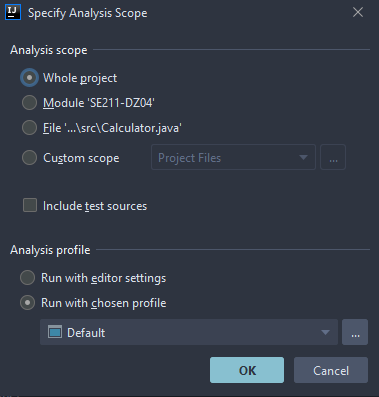 IJ
Specify Analysis Scope
Analysis scope
Whole project
Module 'SE211-DZ04'
File '...\src\Calculator.java'
Custom scope
Project Files
...
Include test sources
Analysis profile
Run with editor settings
Run with chosen profile
Default
...
OK
Cancel